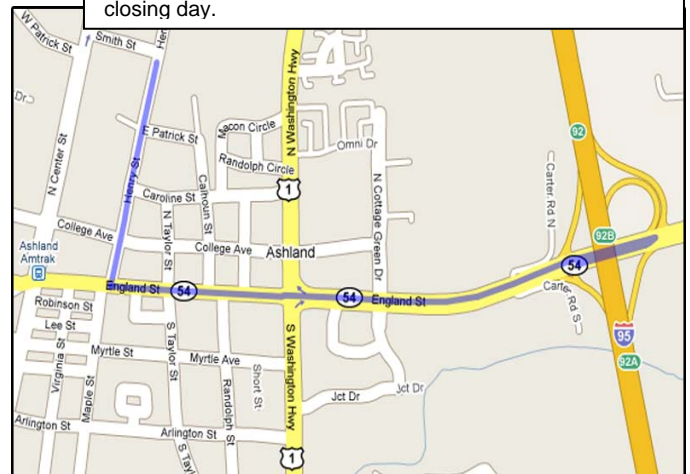 closing day.
W Patrick St
Smith St
Her
N Washington Hwy
92
Dr
E Patrick St
Macon Circle
Omni Dr
N Center St
Henry St
Randolph Circle
Calhoun St
N Cottage Green Dr
Carter Rd N
1
Caroline St
N Taylor St
College Ave
College Ave
Ashland
92B
Ashland
Amtrak
54
England St
54
54
England St
Carter Rd S
Robinson St
Lee St
Virginia St
Maple St
S Taylor St
Myrtle St
Myrtle Ave
S Washington Hwy
95
92A
Randolph St
Short St
Jct Dr
Jct Dr
Arlington St
Arlington St
S Tayl
1